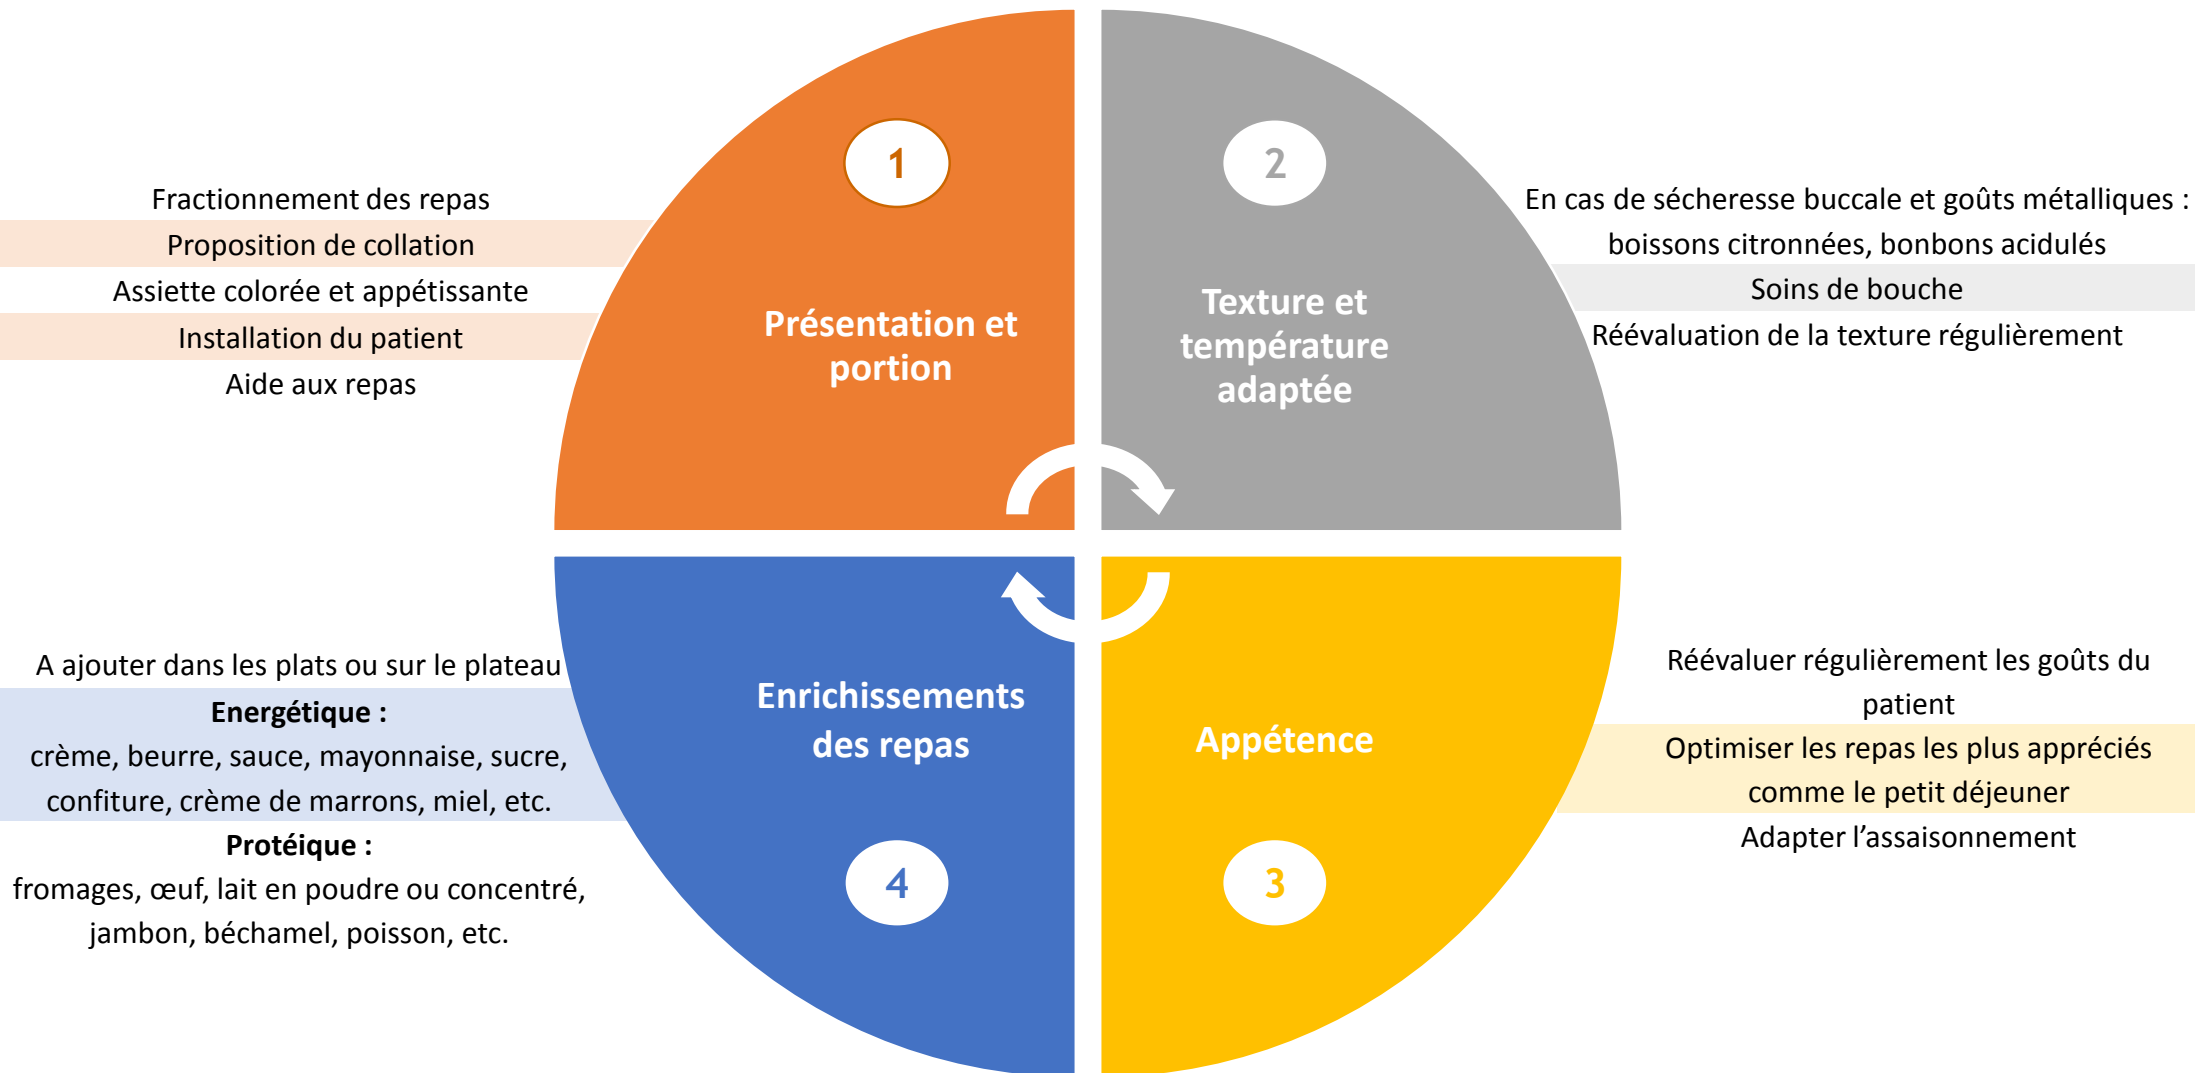 1
Présentation et
portion
Fractionnement des repas
Proposition de collation
Assiette colorée et appétissante
Installation du patient
Aide aux repas
2
Texture et
température
adaptée
En cas de sécheresse buccale et goûts métalliques :
boissons citronnées, bonbons acidulés
Soins de bouche
Réévaluation de la texture régulièrement
Appétence
3
Réévaluer régulièrement les goûts du
patient
Optimiser les repas les plus appréciés
comme le petit déjeuner
Adapter l’assaisonnement
Enrichissements
des repas
4
A ajouter dans les plats ou sur le plateau
Energétique :
crème, beurre, sauce, mayonnaise, sucre,
confiture, crème de marrons, miel, etc.
Protéique :
fromages, œuf, lait en poudre ou concentré,
jambon, béchamel, poisson, etc.